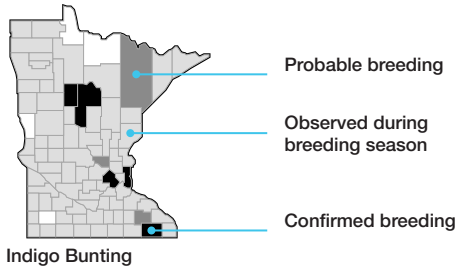 Probable breeding
Observed during
breeding season
Confirmed breeding
Indigo Bunting